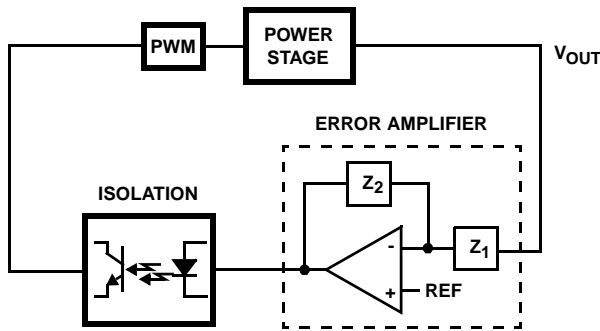 PWM
POWER
STAGE
VOUT
ERROR AMPLIFIER
ISOLATION
Z2
Z1
-
+
REF